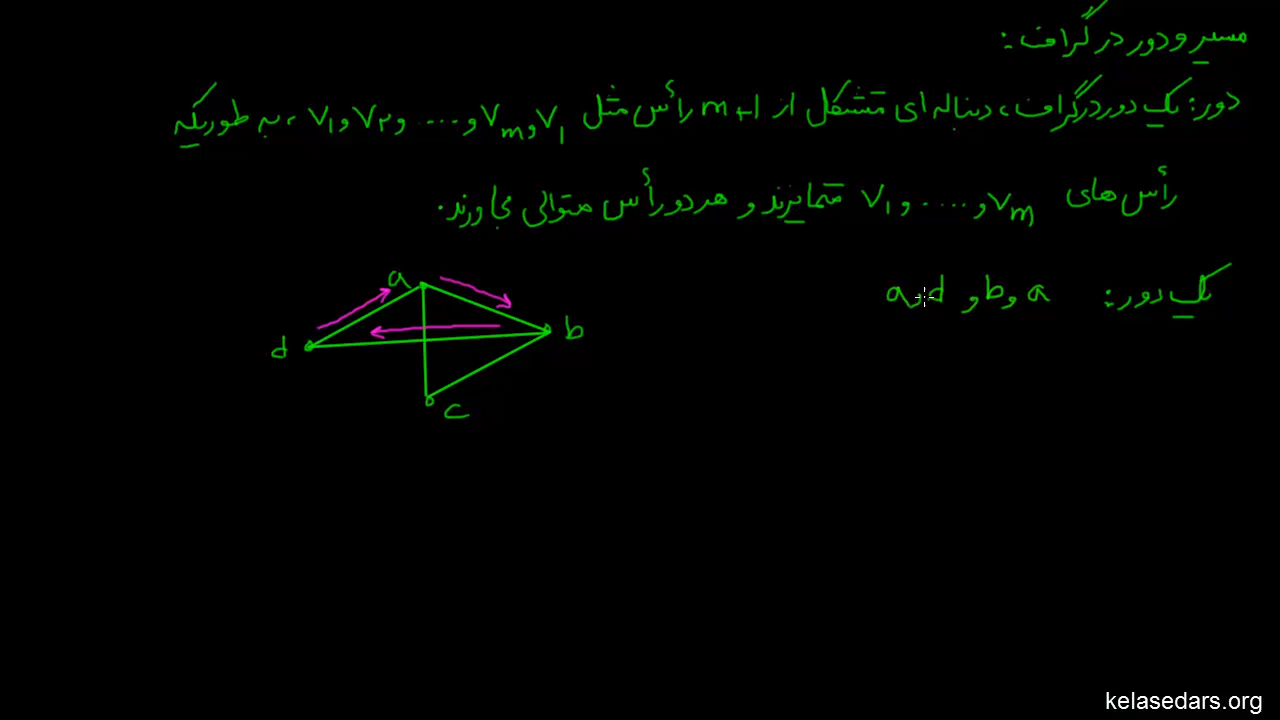 مسیر و دور در گراف:
دور: یک دور در گراف، دنباله ای متشکل از m+1 رأس مثل v1 و vm و .... و v2 و v1 ، به طوریکه
رأس های vm و .... و v1 متمایزند و هر دو رأس متوالی مجاورند.
یک دور: a و b و d و a
a
b
d
c
kelasedars.org